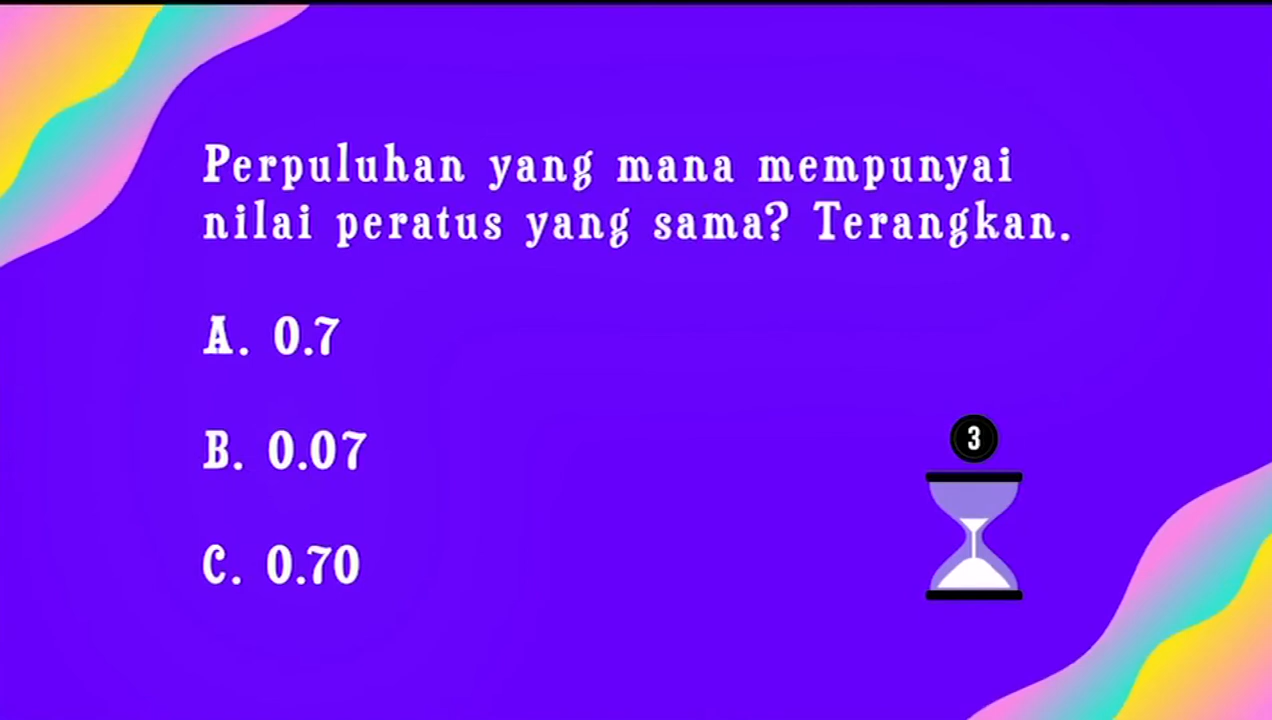 Perpuluhan yang mana mempunyai
nilai peratus yang sama? Terangkan.
A. 0.7
B. 0.07
3
C. 0.70